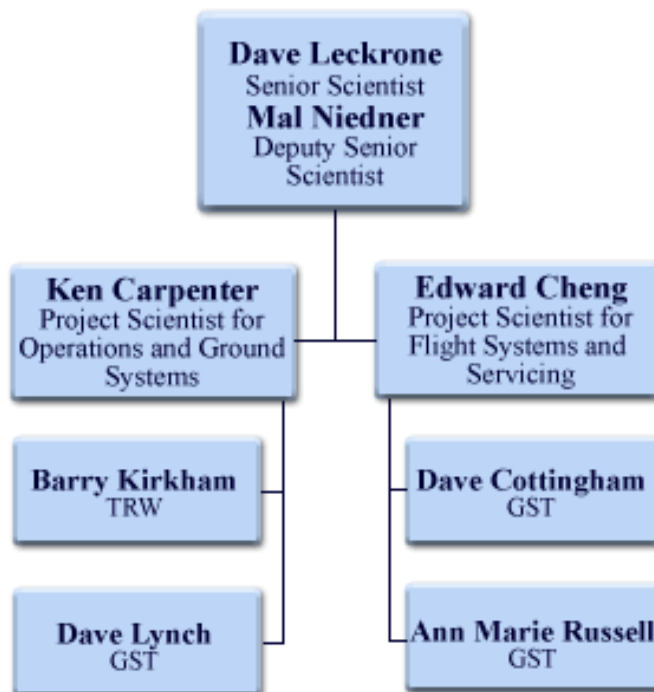 Dave Leckrone
Senior Scientist
Mal Niedner
Deputy Senior
Scientist
Ken Carpenter
Project Scientist for
Operations and Ground
Systems
Edward Cheng
Project Scientist for
Flight Systems and
Servicing
Barry Kirkham
TRW
Dave Cottingham
GST
Dave Lynch
GST
Ann Marie Russell
GST